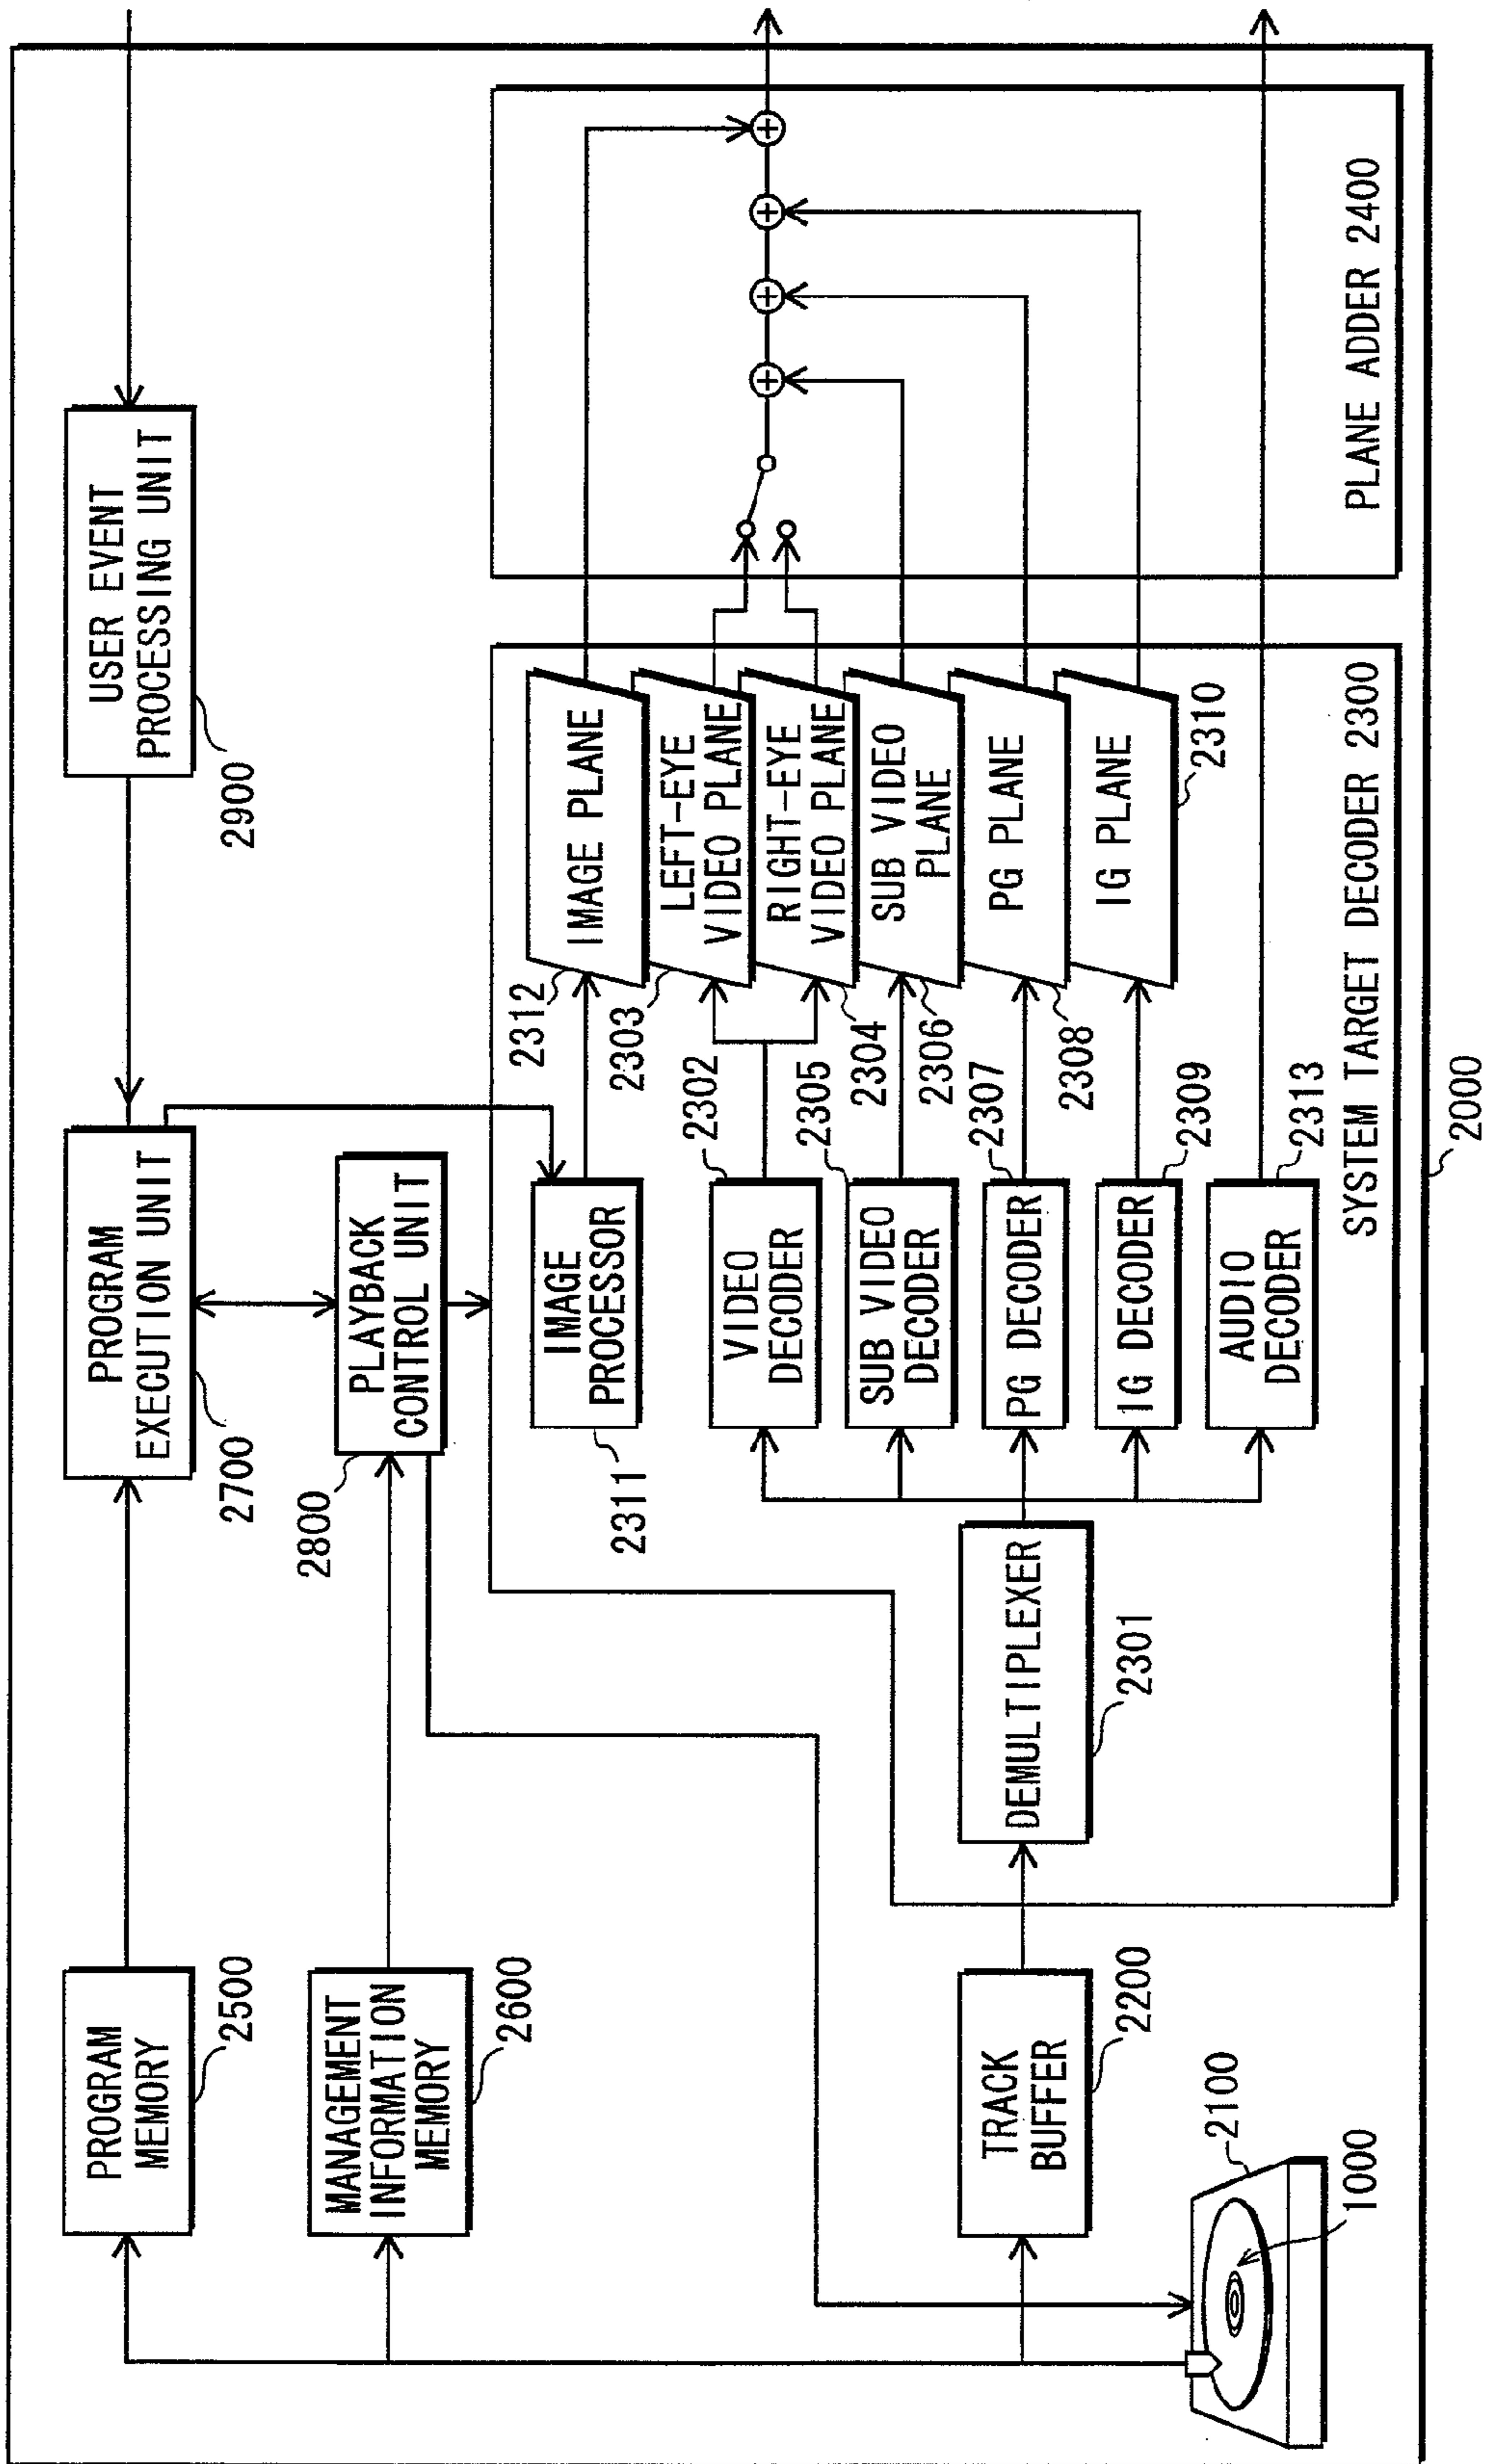 PROGRAM
MEMORY
2500
PROGRAM
EXECUTION UNIT
2700
USER EVENT
PROCESSING UNIT
2900
MANAGEMENT
INFORMATION
MEMORY
2600
PLAYBACK
CONTROL UNIT
2800
IMAGE
PROCESSOR
2311
IMAGE PLANE
2312
LEFT-EYE
VIDEO PLANE
2303
RIGHT-EYE
VIDEO PLANE
2304
VIDEO
DECODER
2302
SUB VIDEO
DECODER
2305
SUB VIDEO
PLANE
2306
PG DECODER
2307
PG PLANE
2308
IG DECODER
2309
IG PLANE
2310
AUDIO
DECODER
2313
TRACK
BUFFER
2200
DEMULTIPLEXER
2301
SYSTEM TARGET DECODER 2300
PLANE ADDER 2400
2100
1000
2000